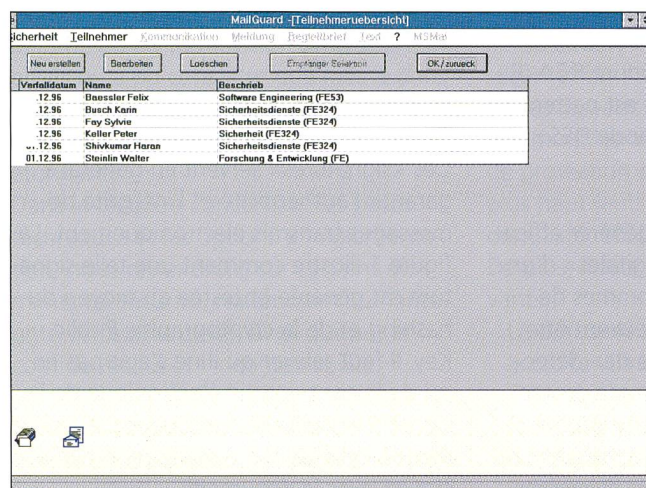 MailGuard -[Teilnehmeruebersicht]
icherheit Teilnehmer Kommunikation Meldung Begleitbrief Text ? MSMail
Neu erstellen Bearbeiten Loeschen Empfänger Selektion OK / zurueck
Verfalldatum Name Beschrieb
.12.96 Baessler Felix Software Engineering (FE53)
.12.96 Busch Karin Sicherheitsdienste (FE324)
.12.96 Fay Sylvie Sicherheitsdienste (FE324)
.12.96 Keller Peter Sicherheit (FE324)
01.12.96 Shivkumar Haran Sicherheitsdienste (FE324)
01.12.96 Steinlin Walter Forschung & Entwicklung (FE)